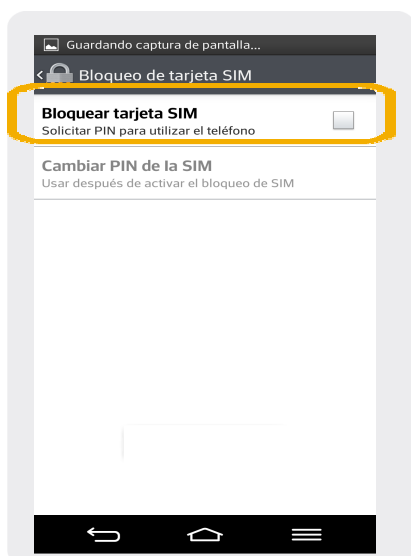 Guardando captura de pantalla...
Bloqueo de tarjeta SIM
Bloquear tarjeta SIM
Solicitar PIN para utilizar el teléfono
Cambiar PIN de la SIM
Usar después de activar el bloqueo de SIM